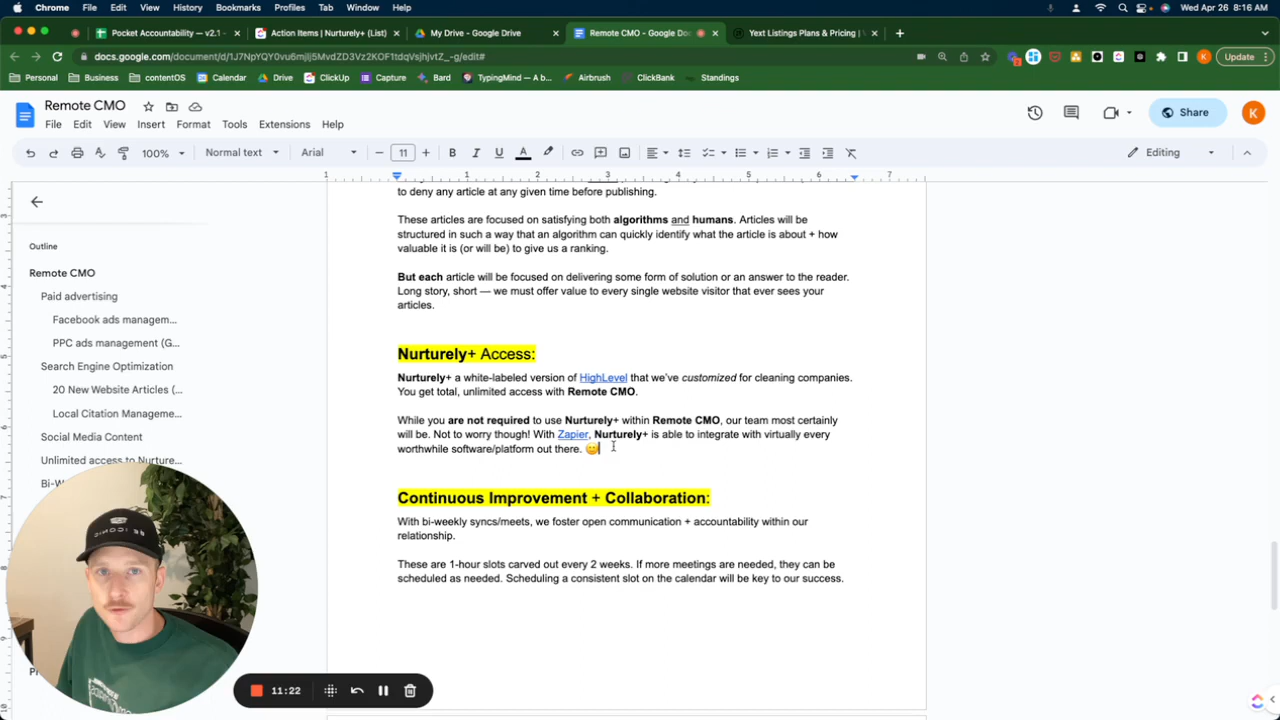 Chrome File Edit View History Bookmarks Profiles Tab Window Help Wed Apr 26 8:16 AM
Pocket Accountability — v2.1 - Action Items | Nurturely+ (List) My Drive - Google Drive Remote CMO - Google Do Yext Listings Plans & Pricing |
Update
Personal Business contentOS Calendar Drive ClickUp Capture Bard TypingMind — A b... Airbrush ClickBank Standings
Remote CMO
Share
K
File Edit View Insert Format Tools Extensions Help
100% Normal text Arial 11 Editing
1 1 2 3 4 5 6 7
to deny any article at any given time before publishing.
These articles are focused on satisfying both algorithms and humans. Articles will be
structured in such a way that an algorithm can quickly identify what the article is about + how
valuable it is (or will be) to give us a ranking.
But each article will be focused on delivering some form of solution or an answer to the reader.
Long story, short — we must offer value to every single website visitor that ever sees your
articles.
Nurturely+ Access:
Nurturely+ a white-labeled version of HighLevel that we've customized for cleaning companies.
You get total, unlimited access with Remote CMO.
While you are not required to use Nurturely+ within Remote CMO, our team most certainly
will be. Not to worry though! With Zapier, Nurturely+ is able to integrate with virtually every
worthwhile software/platform out there. 😊
Continuous Improvement + Collaboration:
With bi-weekly syncs/meets, we foster open communication + accountability within our
relationship.
These are 1-hour slots carved out every 2 weeks. If more meetings are needed, they can be
scheduled as needed. Scheduling a consistent slot on the calendar will be key to our success.
Outline
Remote CMO
Paid advertising
Facebook ads managem...
PPC ads management (G...
Search Engine Optimization
20 New Website Articles (...
Local Citation Manageme...
Social Media Content
Unlimited access to Nurture...
11:22